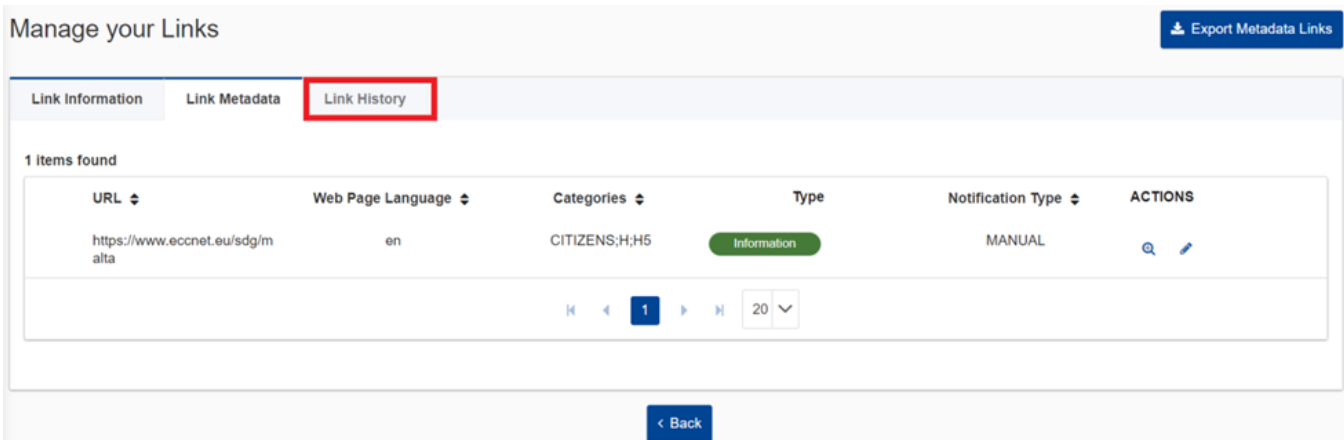 Manage your Links
Export Metadata Links
Link Information Link Metadata Link History
1 items found
URL Web Page Language Categories Type Notification Type ACTIONS
https://www.eccnet.eu/sdg/m en CITIZENS;H;H5 Information MANUAL
alta
1 20
Back